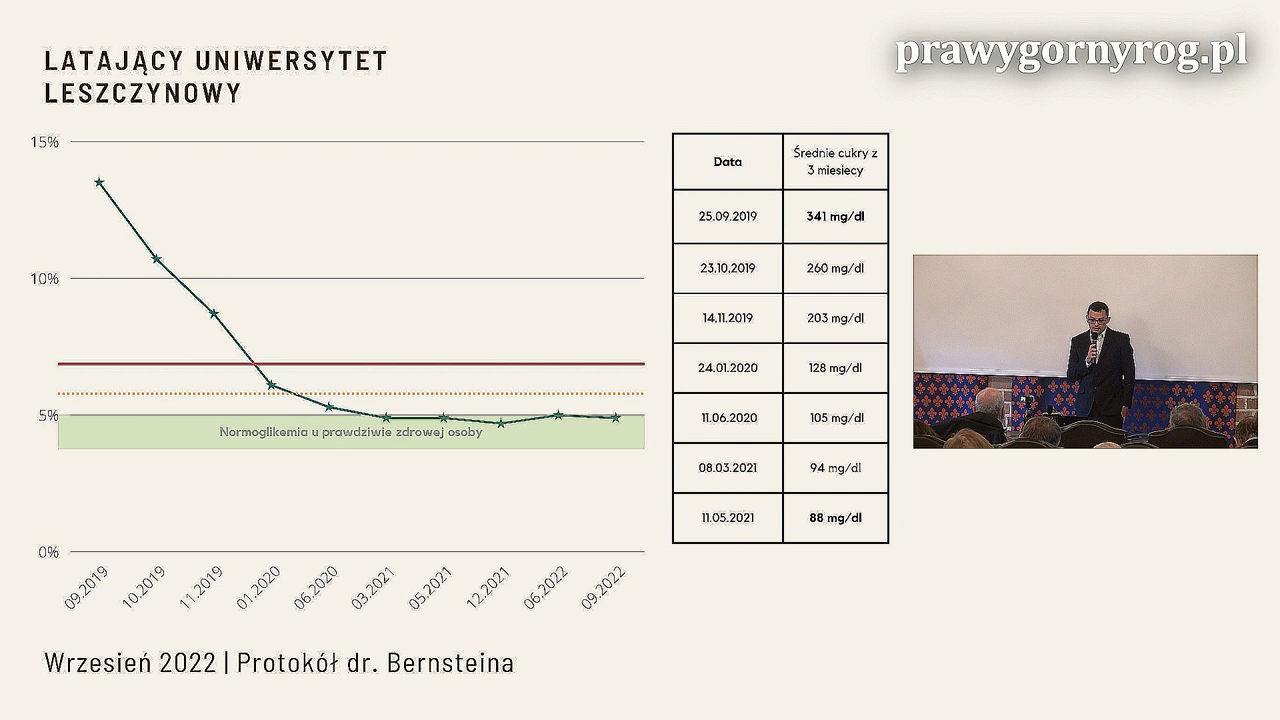 LATAJĄCY UNIWERSYTET
LESZCZYNOWY
prawygornyrog.pl
15%
10%
5%
0%
Normoglikemia u prawdziwie zdrowej osoby
09.2019
10.2019
11.2019
01.2020
06.2020
03.2021
05.2021
12.2021
06.2022
09.2022
Data
Średnie cukry z
3 miesiecy
25.09.2019 341 mg/dl
23.10.2019 260 mg/dl
14.11.2019 203 mg/dl
24.01.2020 128 mg/dl
11.06.2020 105 mg/dl
08.03.2021 94 mg/dl
11.05.2021 88 mg/dl
Wrzesień 2022 | Protokół dr. Bernsteina